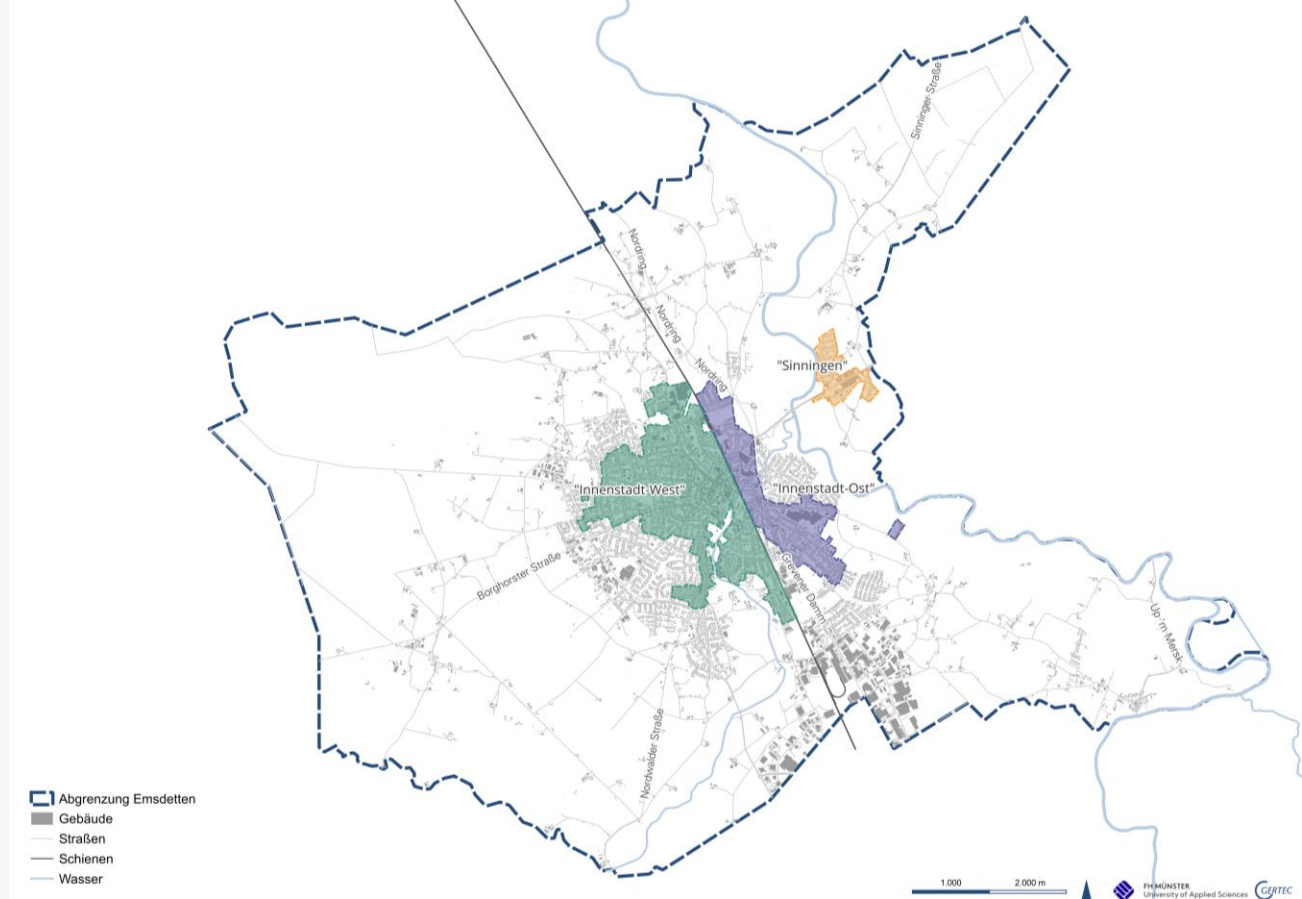 Sinninger Straße
Nordring
Nordring
Nordring
"Sinningen"
"Innenstadt-West"
"Innenstadt-Ost"
Borghorster Straße
Grevener Damm
Up´m Mersk
Nordwalder Straße
Abgrenzung Emsdetten
Gebäude
Straßen
Schienen
Wasser
1.000
2.000 m
FH MÜNSTER
University of Applied Sciences
GERTEC